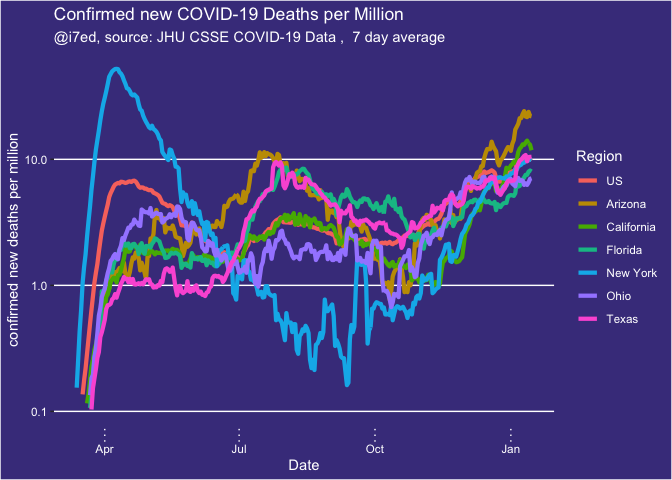 Confirmed new COVID-19 Deaths per Million
@i7ed, source: JHU CSSE COVID-19 Data , 7 day average
confirmed new deaths per million
10.0
1.0
0.1
Apr
Jul
Oct
Jan
Date
Region
US
Arizona
California
Florida
New York
Ohio
Texas